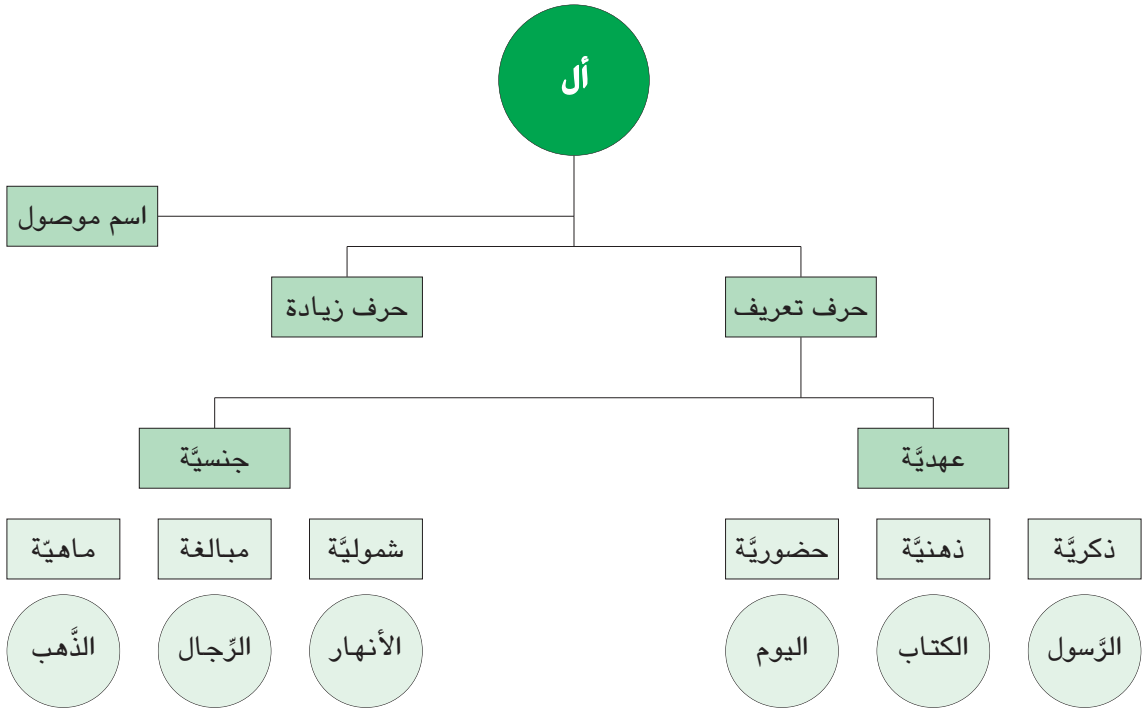 أل
اسم موصول
حرف تعريف
حرف زيادة
عهديَّة
جنسيَّة
ذكريَّة
ذهنيَّة
حضوريَّة
شموليَّة
مبالغة
ماهيّة
الرَّسول
الكتاب
اليوم
الأنهار
الرِّجال
الذَّهب